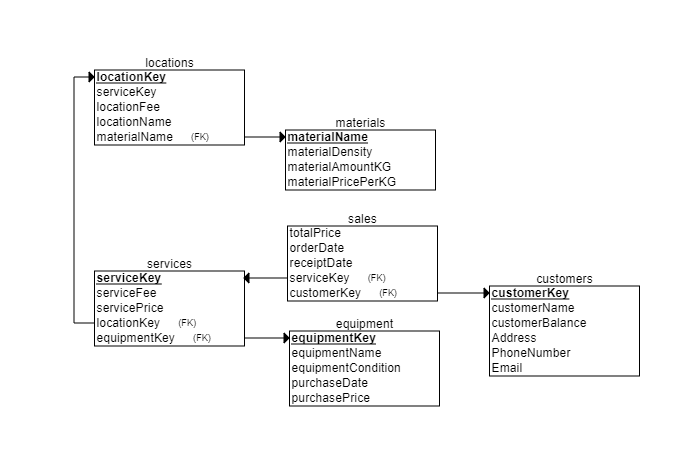 locations
locationKey
serviceKey
locationFee
locationName
materialName (FK)
materials
materialName
materialDensity
materialAmountKG
materialPricePerKG
sales
totalPrice
orderDate
receiptDate
serviceKey (FK)
customerKey (FK)
services
serviceKey
serviceFee
servicePrice
locationKey (FK)
equipmentKey (FK)
customers
customerKey
customerName
customerBalance
Address
PhoneNumber
Email
equipment
equipmentKey
equipmentName
equipmentCondition
purchaseDate
purchasePrice